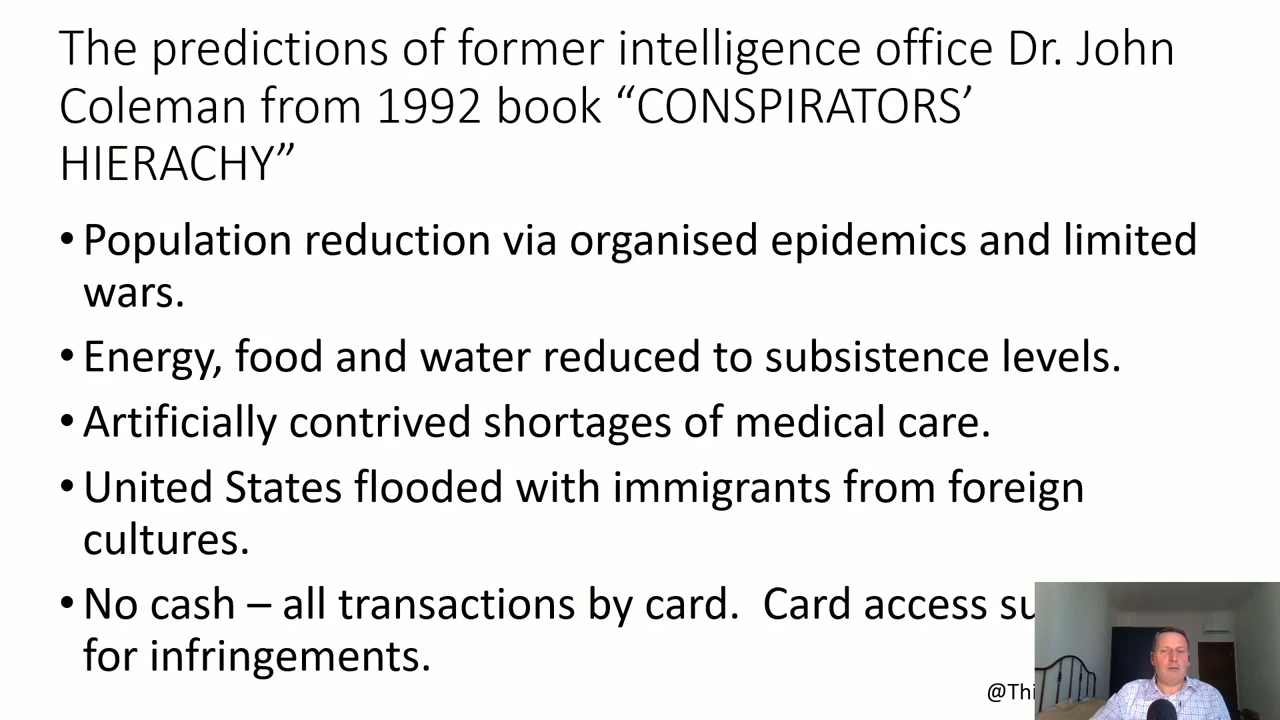 The predictions of former intelligence office Dr. John
Coleman from 1992 book “CONSPIRATORS’
HIERACHY”
• Population reduction via organised epidemics and limited
wars.
• Energy, food and water reduced to subsistence levels.
• Artificially contrived shortages of medical care.
• United States flooded with immigrants from foreign
cultures.
• No cash – all transactions by card.  Card access
for infringements.